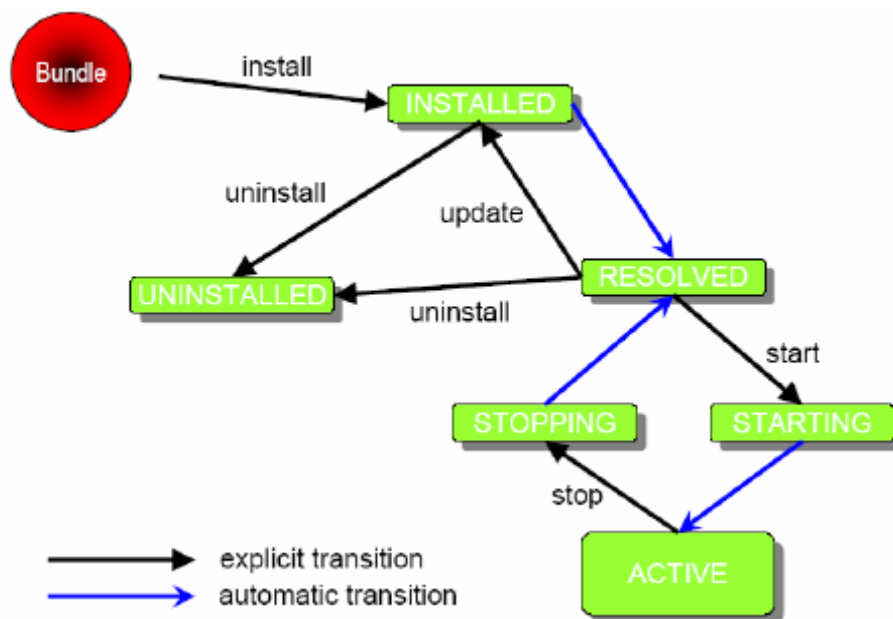 Bundle
install
INSTALLED
uninstall
update
UNINSTALLED
RESOLVED
uninstall
start
STOPPING
STARTING
stop
ACTIVE
explicit transition
automatic transition